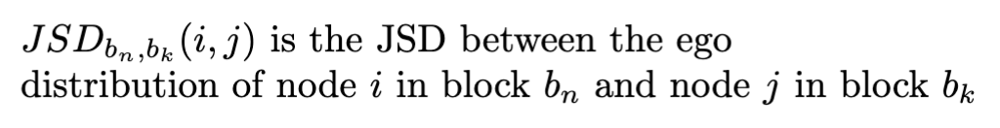 $JSD_{b_n,b_k}(i,j)$ is the JSD between the ego
distribution of node $i$ in block $b_n$ and node $j$ in block $b_k$